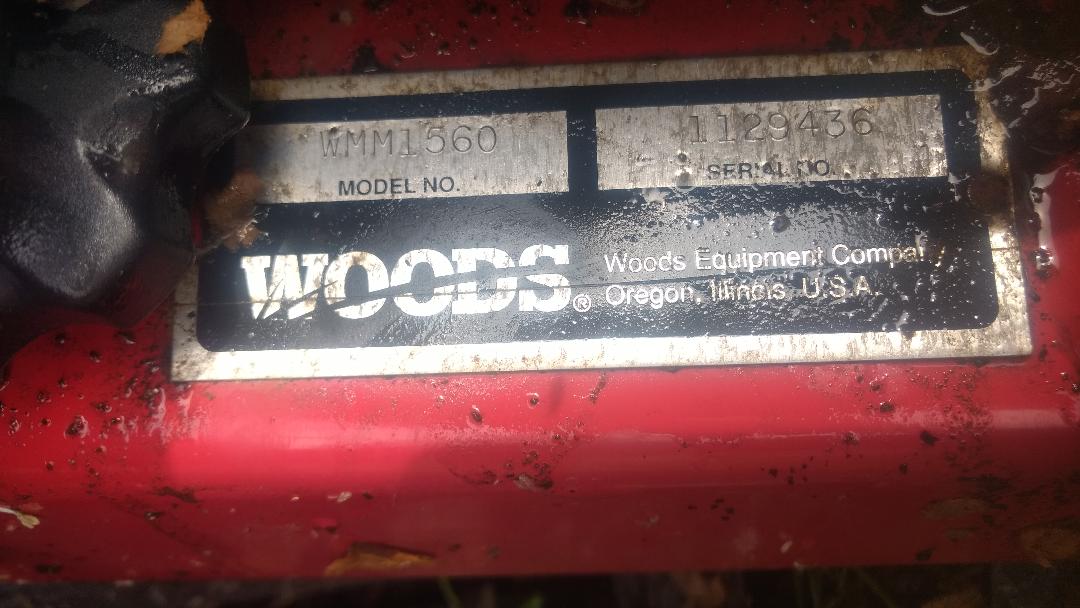 WMM1560
MODEL NO.
1129436
SERIAL NO.
WOODS®
Woods Equipment Company
Oregon, Illinois U.S.A.